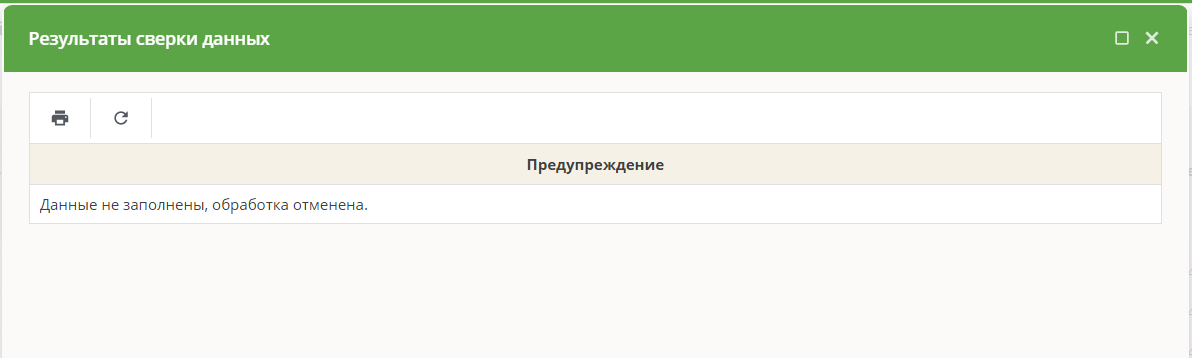 Результаты сверки данных
Предупреждение
Данные не заполнены, обработка отменена.